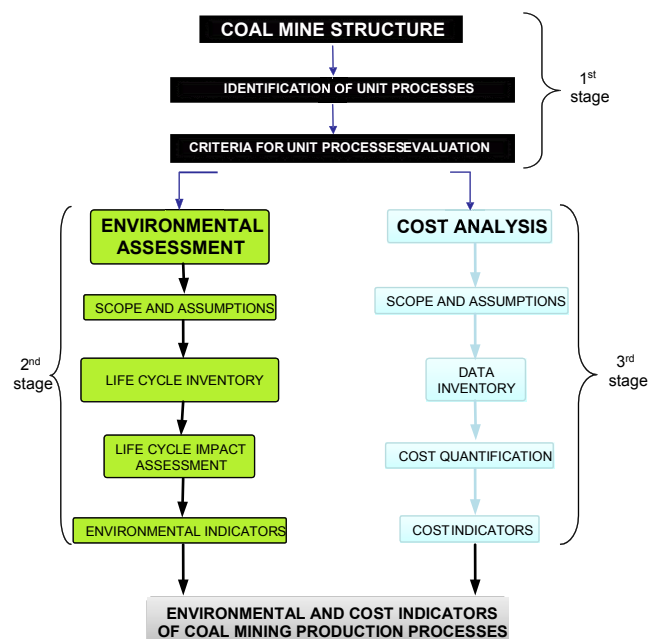 COAL MINE STRUCTURE
IDENTIFICATION OF UNIT PROCESSES
CRITERIA FOR UNIT PROCESSESEVALUATION
1st
stage
ENVIRONMENTAL
ASSESSMENT
SCOPE AND ASSUMPTIONS
LIFE CYCLE INVENTORY
LIFE CYCLE IMPACT
ASSESSMENT
ENVIRONMENTAL INDICATORS
2nd
stage
COST ANALYSIS
SCOPE AND ASSUMPTIONS
DATA
INVENTORY
COST QUANTIFICATION
COST INDICATORS
3rd
stage
ENVIRONMENTAL AND COST INDICATORS
OF COAL MINING PRODUCTION PROCESSES